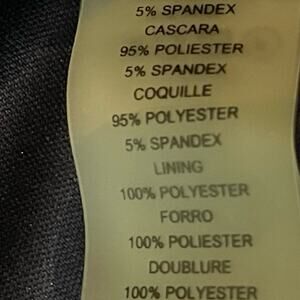 5% SPANDEX
CASCARA
95% POLIESTER
5% SPANDEX
COQUILLE
95% POLYESTER
5% SPANDEX
LINING
100% POLYESTER
FORRO
100% POLIESTER
DOUBLURE
100% POLYESTER